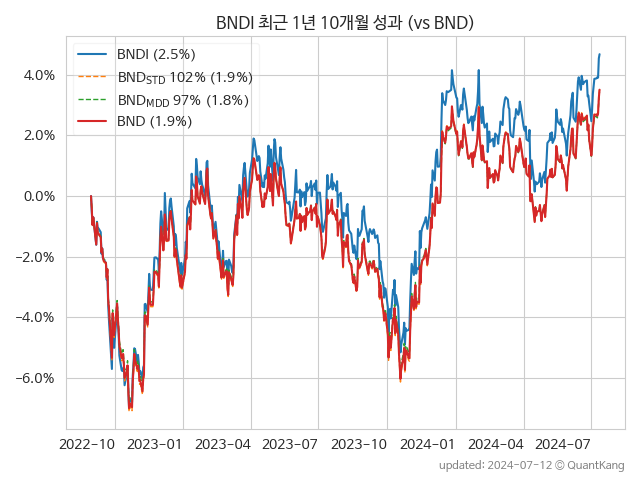 BNDI 최근 1년 10개월 성과 (vs BND)
BNDI (2.5%)
BND_STD 102% (1.9%)
BND_MDD 97% (1.8%)
BND (1.9%)
4.0%
2.0%
0.0%
−2.0%
−4.0%
−6.0%
2022-10 2023-01 2023-04 2023-07 2023-10 2024-01 2024-04 2024-07
updated: 2024-07-12 © QuantKang